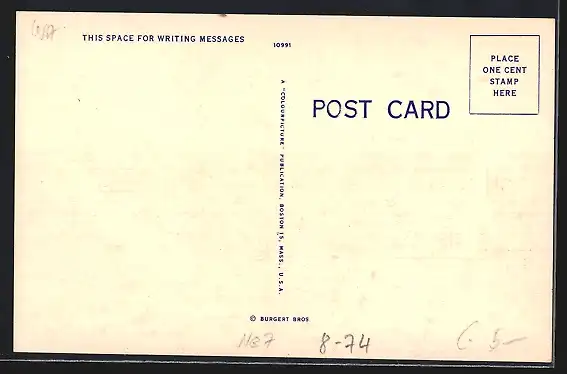 THIS SPACE FOR WRITING MESSAGES
10991
A "COLOURPICTURE" PUBLICATION, BOSTON 15, MASS., U.S.A.
POST CARD
PLACE
ONE CENT
STAMP
HERE
© BURGERT BROS.
8-74